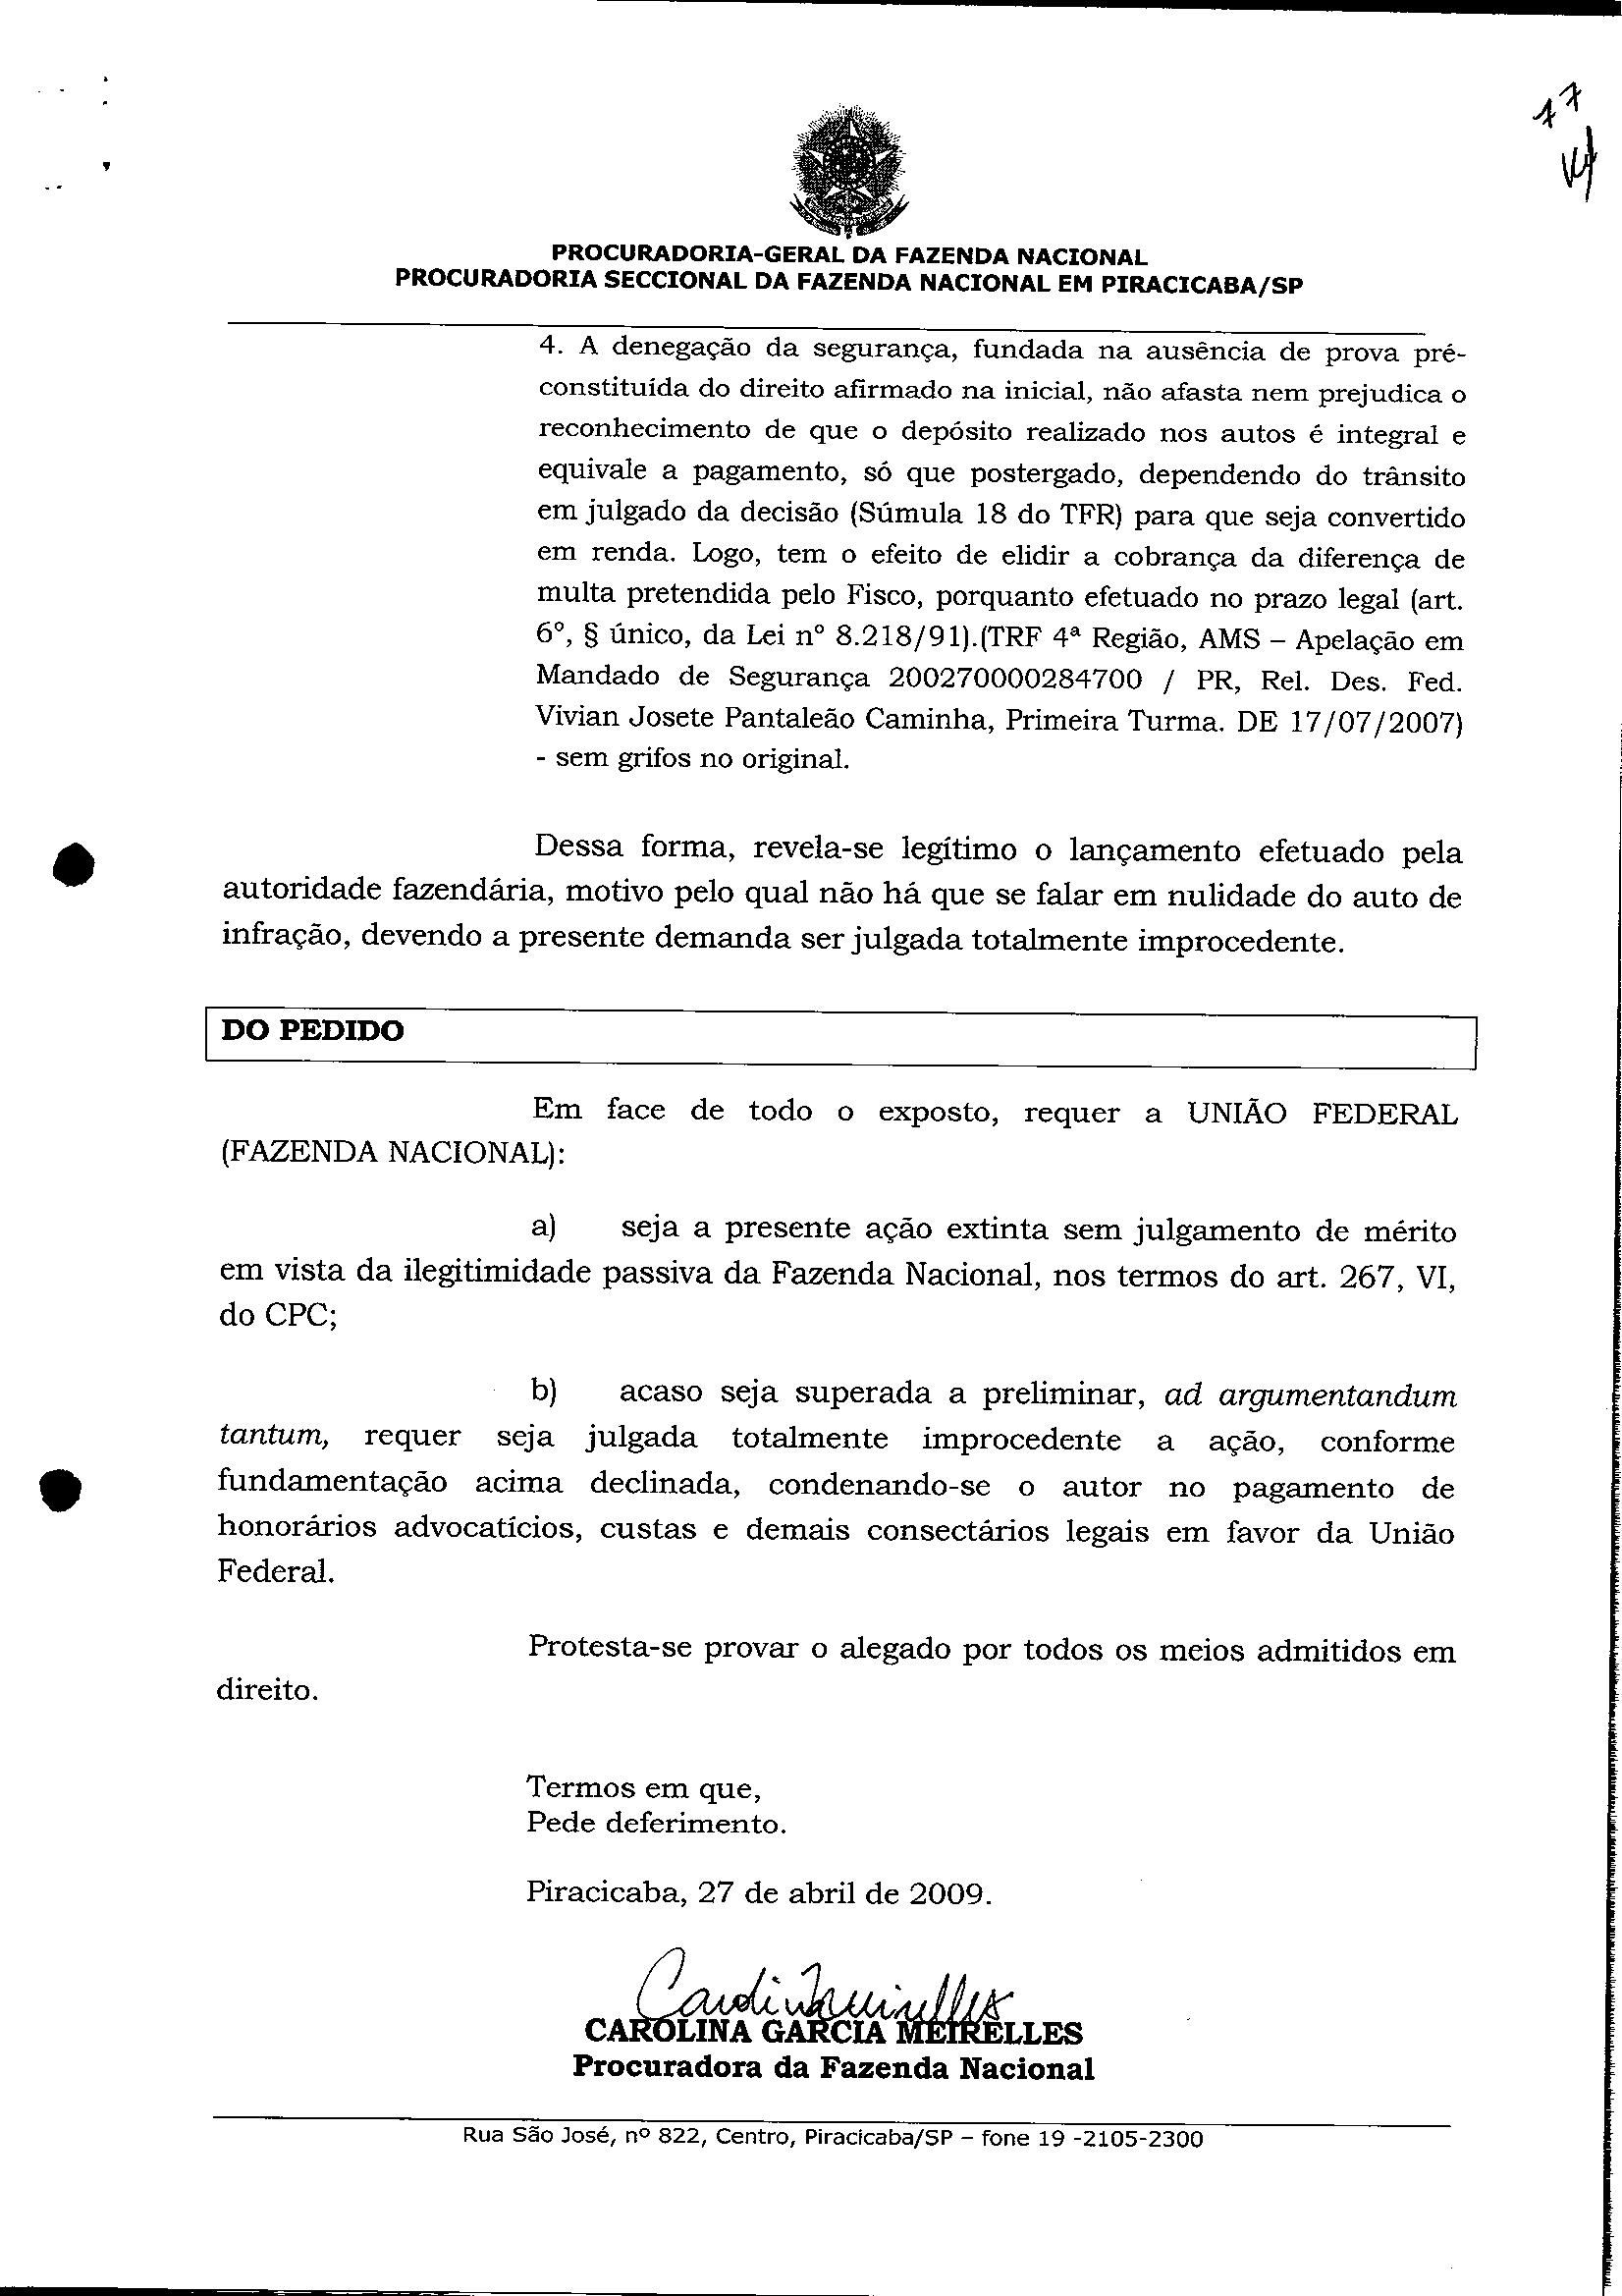 17
PROCURADORIA-GERAL DA FAZENDA NACIONAL
PROCURADORIA SECCIONAL DA FAZENDA NACIONAL EM PIRACICABA/SP
4. A denegação da segurança, fundada na ausência de prova pré-
constituída do direito afirmado na inicial, não afasta nem prejudica o
reconhecimento de que o depósito realizado nos autos é integral e
equivale a pagamento, só que postergado, dependendo do trânsito
em julgado da decisão (Súmula 18 do TFR) para que seja convertido
em renda. Logo, tem o efeito de elidir a cobrança da diferença de
multa pretendida pelo Fisco, porquanto efetuado no prazo legal (art.
6º, § único, da Lei nº 8.218/91).(TRF 4ª Região, AMS – Apelação em
Mandado de Segurança 200270000284700 / PR, Rel. Des. Fed.
Vivian Josete Pantaleão Caminha, Primeira Turma. DE 17/07/2007)
- sem grifos no original.
Dessa forma, revela-se legítimo o lançamento efetuado pela
autoridade fazendária, motivo pelo qual não há que se falar em nulidade do auto de
infração, devendo a presente demanda ser julgada totalmente improcedente.
DO PEDIDO
Em face de todo o exposto, requer a UNIÃO FEDERAL
(FAZENDA NACIONAL):
a) seja a presente ação extinta sem julgamento de mérito
em vista da ilegitimidade passiva da Fazenda Nacional, nos termos do art. 267, VI,
do CPC;
b) acaso seja superada a preliminar, ad argumentandum
tantum, requer seja julgada totalmente improcedente a ação, conforme
fundamentação acima declinada, condenando-se o autor no pagamento de
honorários advocatícios, custas e demais consectários legais em favor da União
Federal.
Protesta-se provar o alegado por todos os meios admitidos em
direito.
Termos em que,
Pede deferimento.
Piracicaba, 27 de abril de 2009.
CAROLINA GARCIA MEIRELLES
Procuradora da Fazenda Nacional
Rua São José, nº 822, Centro, Piracicaba/SP – fone 19 -2105-2300